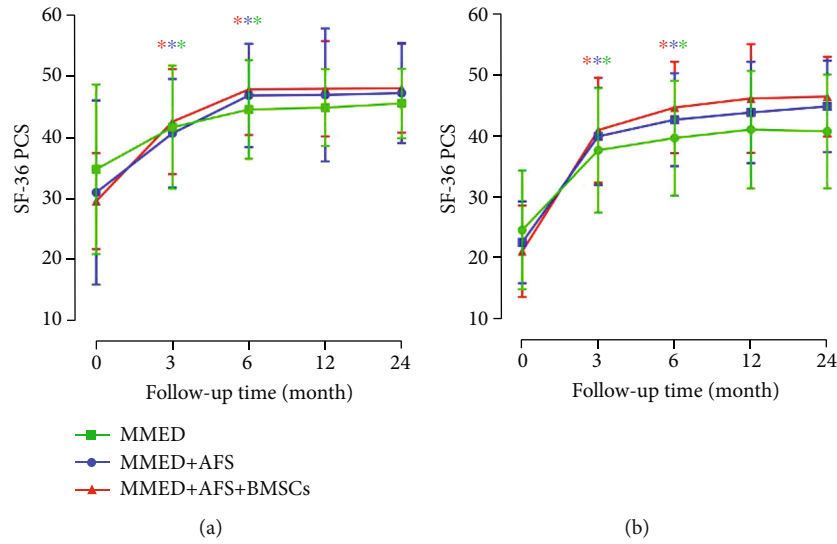 ***
***
60
50
40
30
20
10
SF-36 PCS
0
3
6
12
24
Follow-up time (month)
MMED
MMED+AFS
MMED+AFS+BMSCs
(a)
***
***
60
50
40
30
20
10
SF-36 PCS
0
3
6
12
24
Follow-up time (month)
(b)